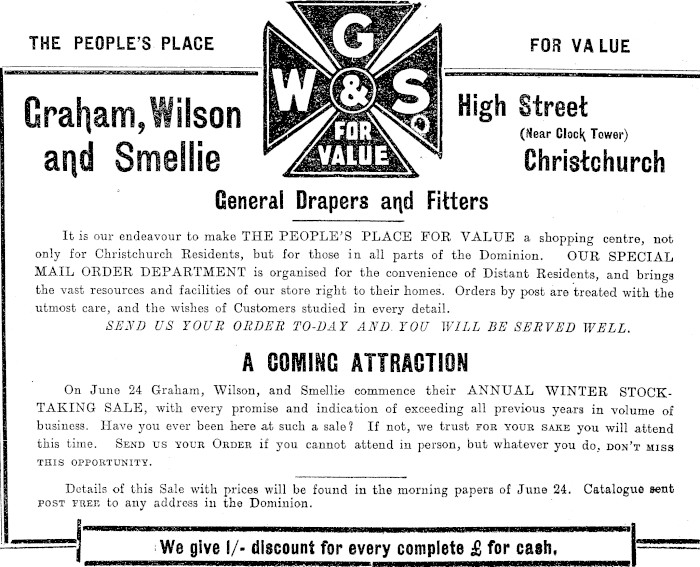 THE PEOPLE'S PLACE
FOR VALUE
G
W & S
Co
FOR
VALUE
Graham, Wilson
and Smellie
High Street
(Near Clock Tower)
Christchurch
General Drapers and Fitters
It is our endeavour to make THE PEOPLE'S PLACE FOR VALUE a shopping centre, not
only for Christchurch Residents, but for those in all parts of the Dominion. OUR SPECIAL
MAIL ORDER DEPARTMENT is organised for the convenience of Distant Residents, and brings
the vast resources and facilities of our store right to their homes. Orders by post are treated with the
utmost care, and the wishes of Customers studied in every detail.
SEND US YOUR ORDER TO-DAY AND YOU WILL BE SERVED WELL.
A COMING ATTRACTION
On June 24 Graham, Wilson, and Smellie commence their ANNUAL WINTER STOCK-
TAKING SALE, with every promise and indication of exceeding all previous years in volume of
business. Have you ever been here at such a sale? If not, we trust FOR YOUR SAKE you will attend
this time. SEND US YOUR ORDER if you cannot attend in person, but whatever you do, DON'T MISS
THIS OPPORTUNITY.
Details of this Sale with prices will be found in the morning papers of June 24. Catalogue sent
POST FREE to any address in the Dominion.
We give 1/- discount for every complete £ for cash.